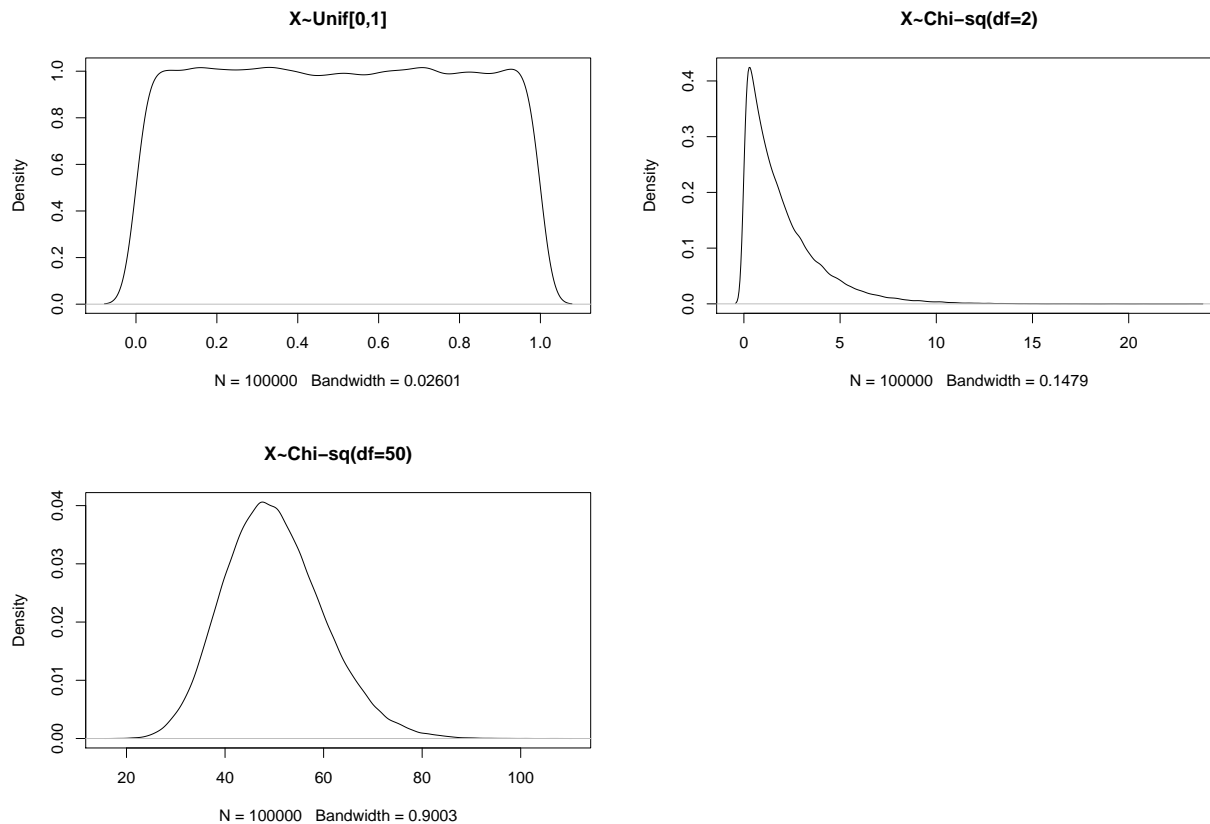 X~Unif[0,1]
Density
0.0 0.2 0.4 0.6 0.8 1.0
0.0 0.2 0.4 0.6 0.8 1.0
N = 100000 Bandwidth = 0.02601
X~Chi−sq(df=2)
Density
0.0 0.1 0.2 0.3 0.4
0 5 10 15 20
N = 100000 Bandwidth = 0.1479
X~Chi−sq(df=50)
Density
0.00 0.01 0.02 0.03 0.04
20 40 60 80 100
N = 100000 Bandwidth = 0.9003